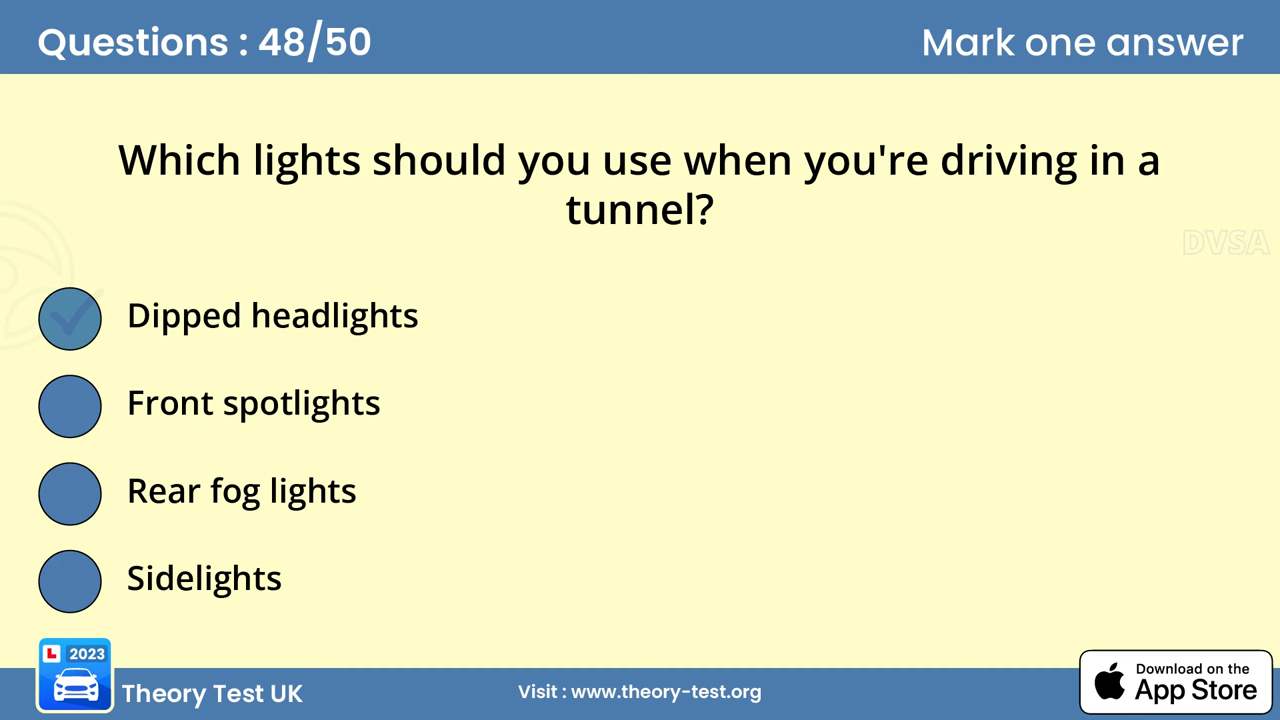 Questions : 48/50
Mark one answer
Which lights should you use when you're driving in a
tunnel?
DVSA
Dipped headlights
Front spotlights
Rear fog lights
Sidelights
L 2023
Theory Test UK
Visit : www.theory-test.org
Download on the
App Store